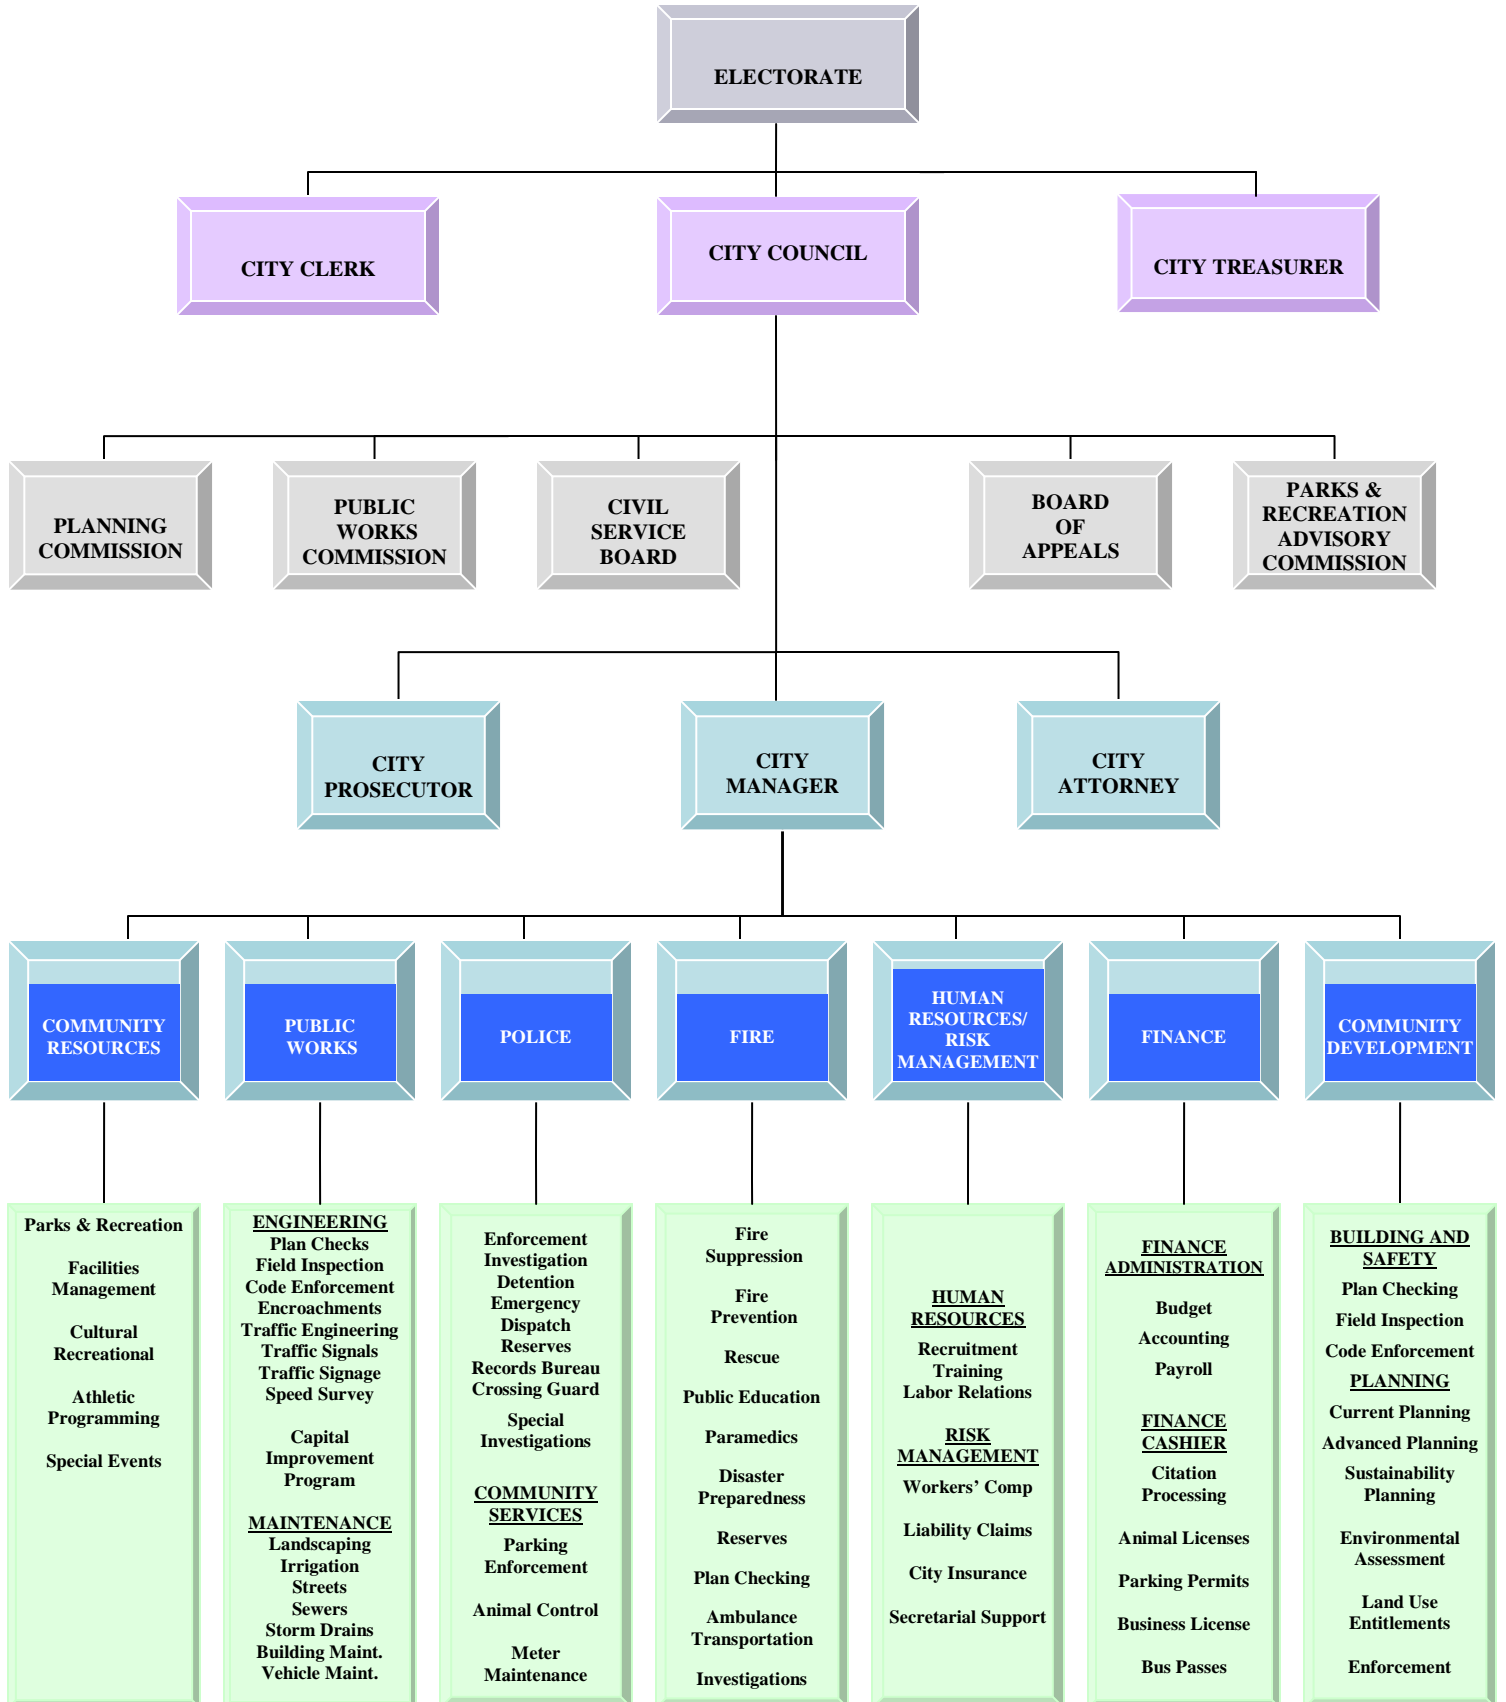 ELECTORATE
CITY CLERK
CITY COUNCIL
CITY TREASURER
PLANNING
COMMISSION
PUBLIC
WORKS
COMMISSION
CIVIL
SERVICE
BOARD
BOARD
OF
APPEALS
PARKS &
RECREATION
ADVISORY
COMMISSION
CITY
PROSECUTOR
CITY
MANAGER
CITY
ATTORNEY
COMMUNITY
RESOURCES
PUBLIC
WORKS
POLICE
FIRE
HUMAN
RESOURCES/
RISK
MANAGEMENT
FINANCE
COMMUNITY
DEVELOPMENT
Parks & Recreation
Facilities
Management
Cultural
Recreational
Athletic
Programming
Special Events
ENGINEERING
Plan Checks
Field Inspection
Code Enforcement
Encroachments
Traffic Engineering
Traffic Signals
Traffic Signage
Speed Survey
Capital
Improvement
Program
MAINTENANCE
Landscaping
Irrigation
Streets
Sewers
Storm Drains
Building Maint.
Vehicle Maint.
Enforcement
Investigation
Detention
Emergency
Dispatch
Reserves
Records Bureau
Crossing Guard
Special
Investigations
COMMUNITY
SERVICES
Parking
Enforcement
Animal Control
Meter
Maintenance
Fire
Suppression
Fire
Prevention
Rescue
Public Education
Paramedics
Disaster
Preparedness
Reserves
Plan Checking
Ambulance
Transportation
Investigations
HUMAN
RESOURCES
Recruitment
Training
Labor Relations
RISK
MANAGEMENT
Workers’ Comp
Liability Claims
City Insurance
Secretarial Support
FINANCE
ADMINISTRATION
Budget
Accounting
Payroll
FINANCE
CASHIER
Citation
Processing
Animal Licenses
Parking Permits
Business License
Bus Passes
BUILDING AND
SAFETY
Plan Checking
Field Inspection
Code Enforcement
PLANNING
Current Planning
Advanced Planning
Sustainability
Planning
Environmental
Assessment
Land Use
Entitlements
Enforcement